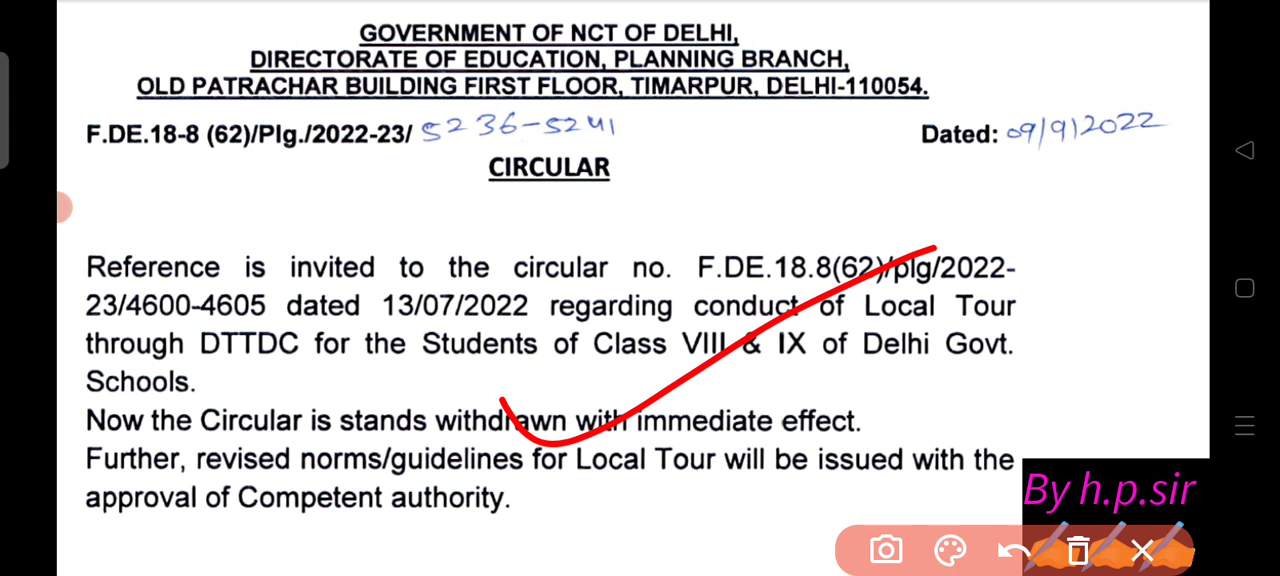 GOVERNMENT OF NCT OF DELHI,
DIRECTORATE OF EDUCATION, PLANNING BRANCH,
OLD PATRACHAR BUILDING FIRST FLOOR, TIMARPUR, DELHI-110054.
F.DE.18-8 (62)/Plg./2022-23/ 5236-5241 Dated: 09/9/2022
CIRCULAR
Reference is invited to the circular no. F.DE.18.8(62)/plg/2022-
23/4600-4605 dated 13/07/2022 regarding conduct of Local Tour
through DTTDC for the Students of Class VIII & IX of Delhi Govt.
Schools.
Now the Circular is stands withdrawn with immediate effect.
Further, revised norms/guidelines for Local Tour will be issued with the
approval of Competent authority.
By h.p.sir